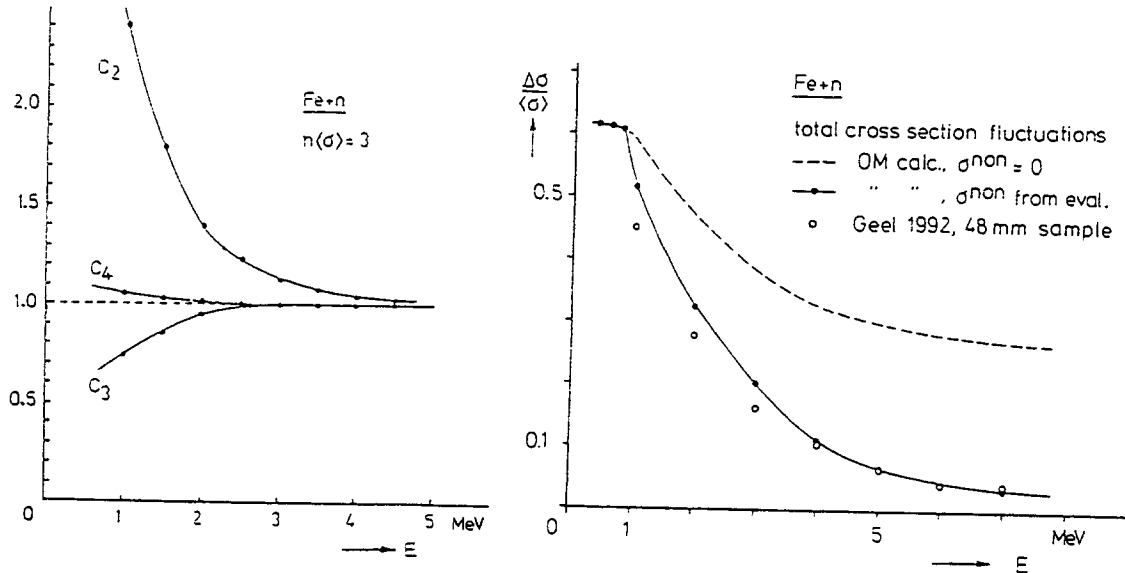 2.0
1.5
1.0
0.5
0
1
2
3
4
5
MeV
E
C2
C4
C3
Fe+n
n⟨σ⟩=3
Δσ
⟨σ⟩
0.5
0.1
0
1
5
MeV
E
Fe+n
total cross section fluctuations
OM calc., σnon = 0
" " , σnon from eval.
Geel 1992, 48 mm sample